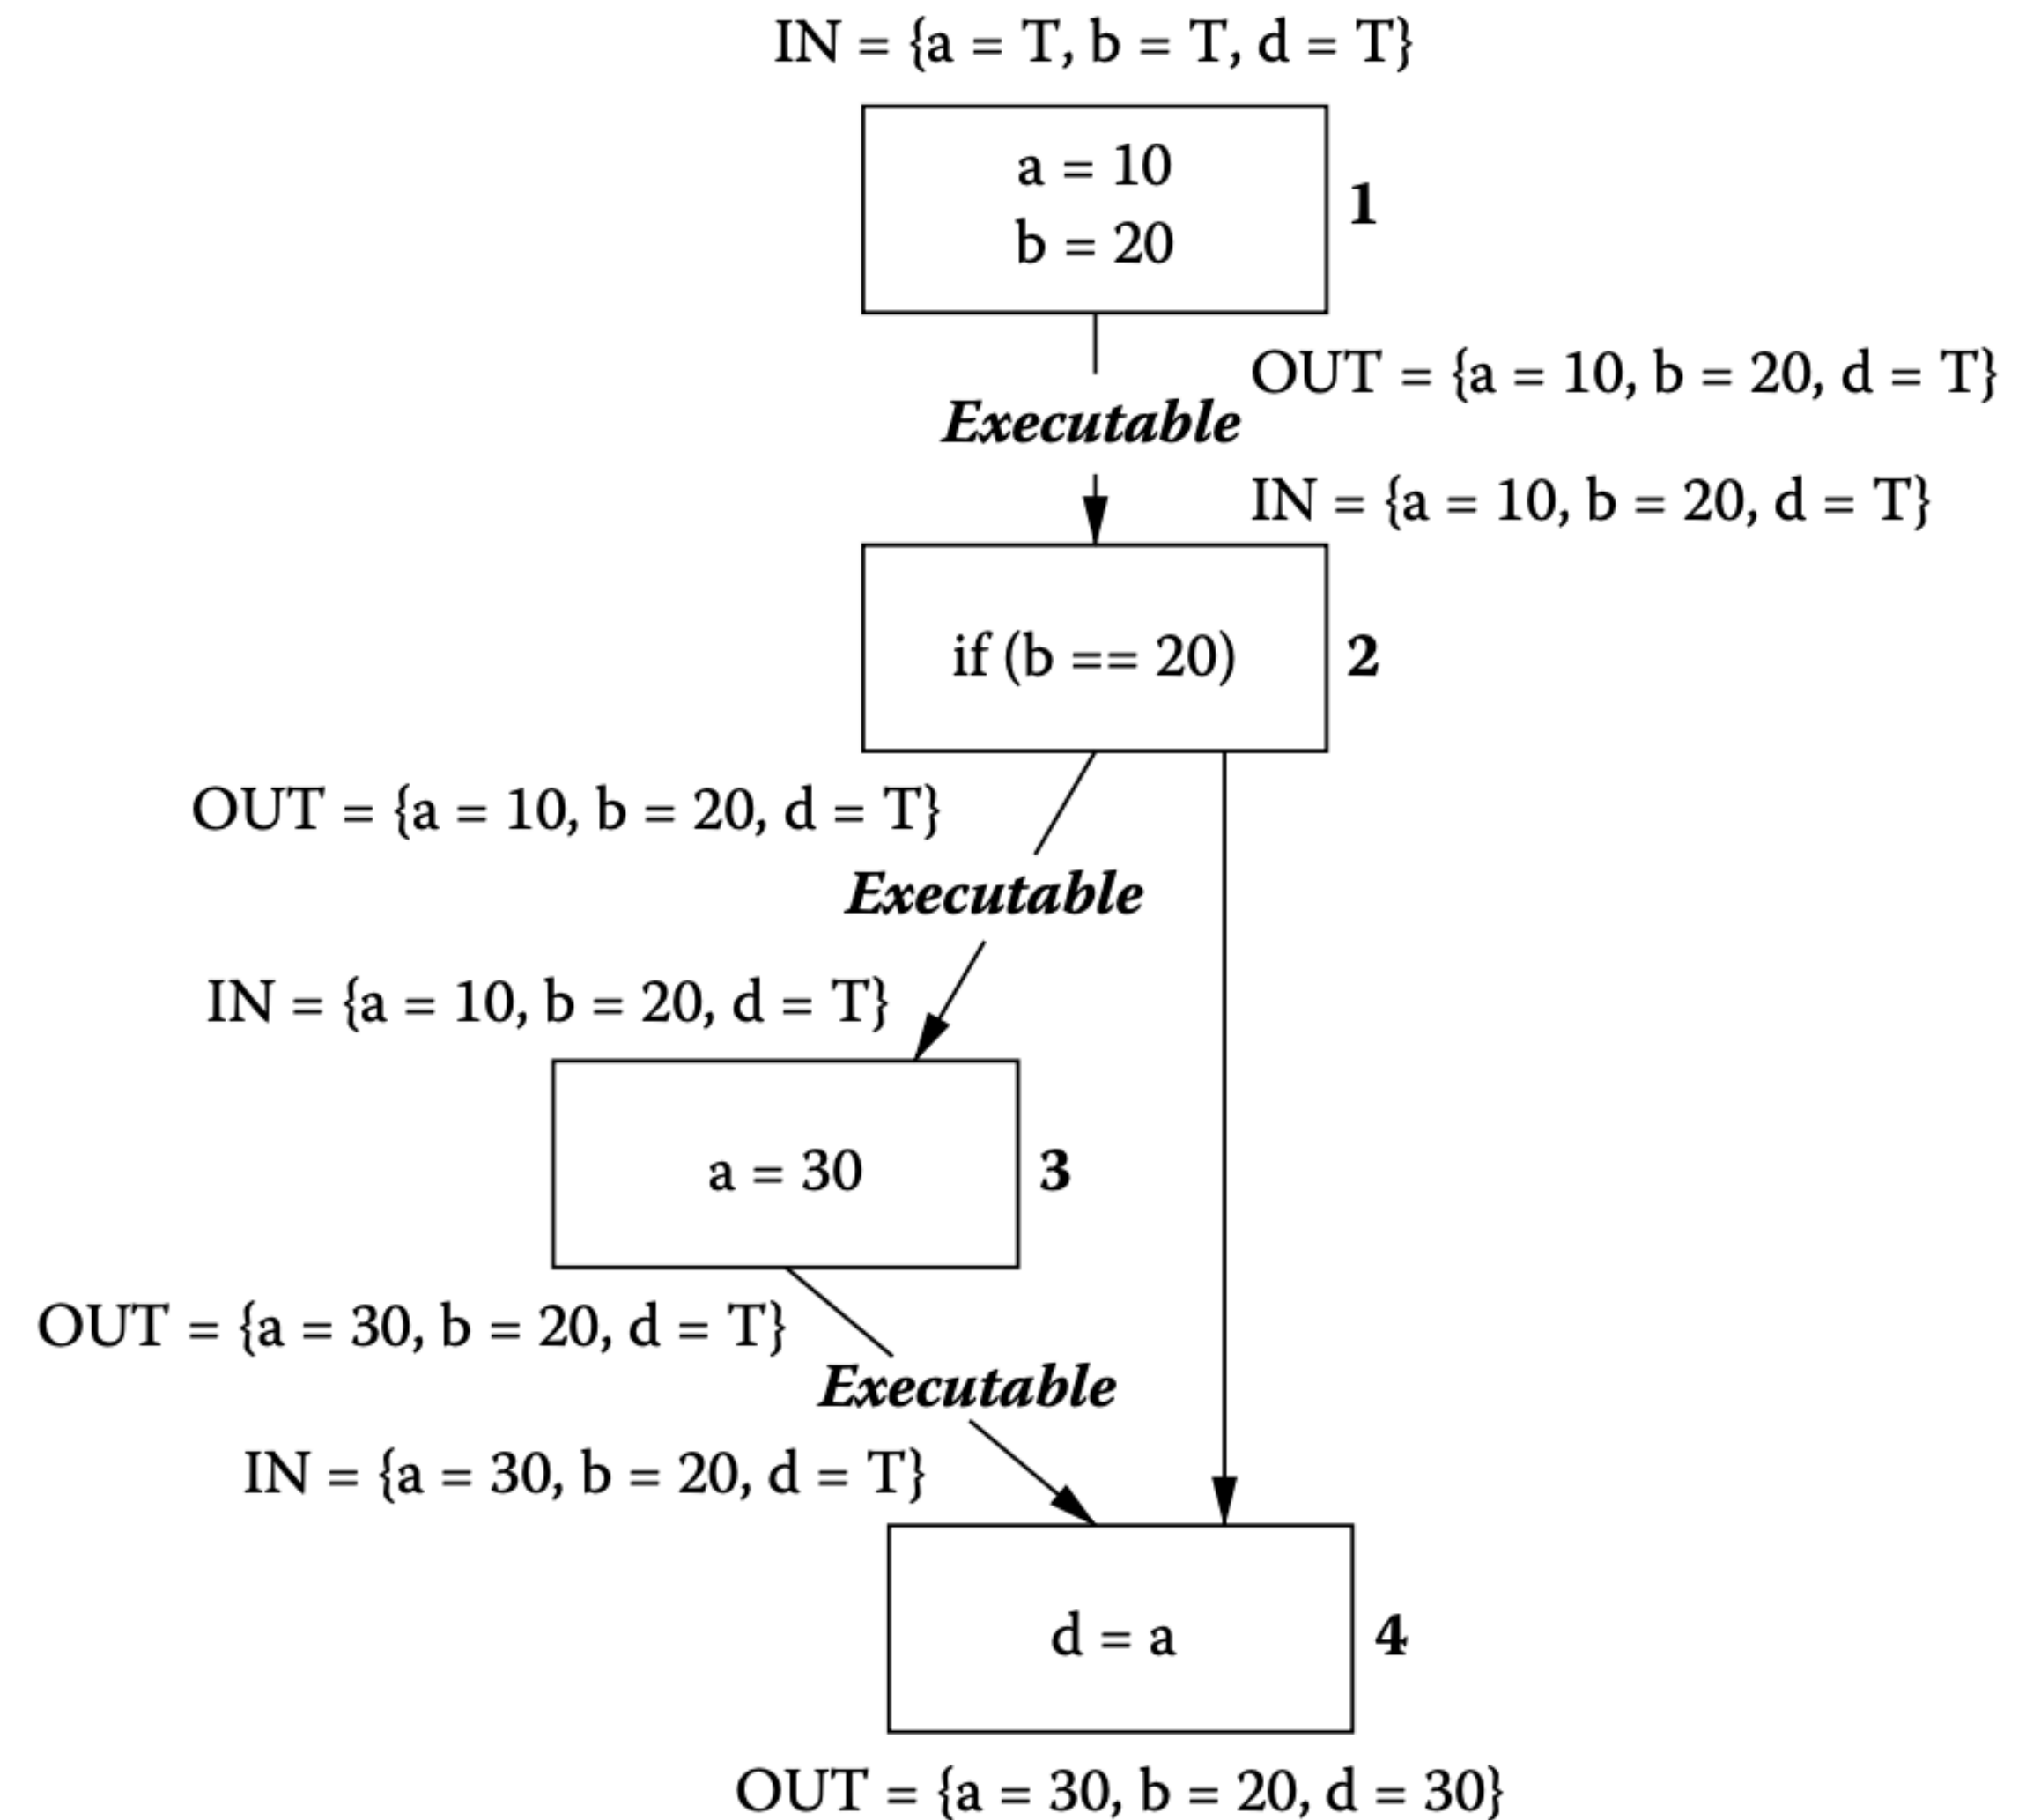 IN = {a = T, b = T, d = T}
a = 10
b = 20
1
OUT = {a = 10, b = 20, d = T}
Executable
IN = {a = 10, b = 20, d = T}
if (b == 20)
2
OUT = {a = 10, b = 20, d = T}
Executable
IN = {a = 10, b = 20, d = T}
a = 30
3
OUT = {a = 30, b = 20, d = T}
Executable
IN = {a = 30, b = 20, d = T}
d = a
4
OUT = {a = 30, b = 20, d = 30}